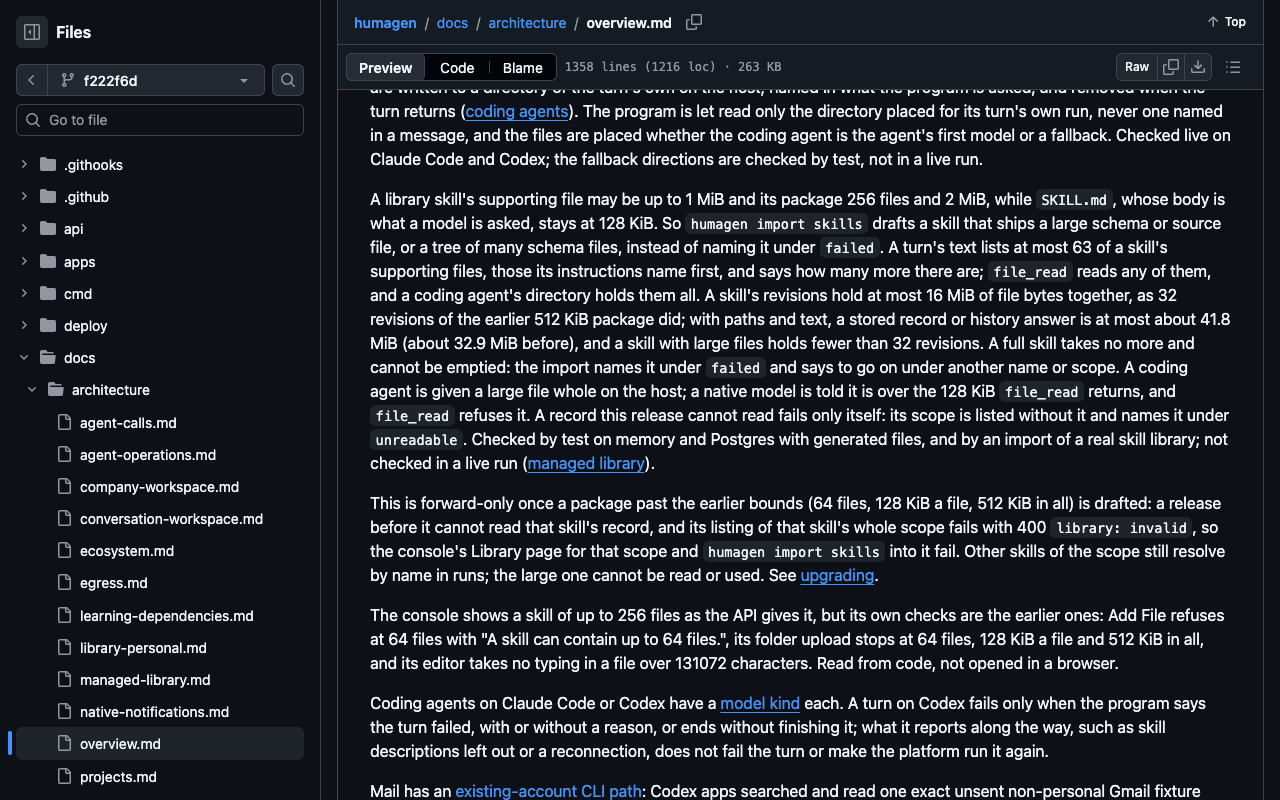 Files
f222f6d
Go to file
.githooks
.github
api
apps
cmd
deploy
docs
architecture
agent-calls.md
agent-operations.md
company-workspace.md
conversation-workspace.md
ecosystem.md
egress.md
learning-dependencies.md
library-personal.md
managed-library.md
native-notifications.md
overview.md
projects.md
humagen / docs / architecture / overview.md
Top
Preview Code Blame 1358 lines (1216 loc) · 263 KB Raw
are written to a directory of the turn's own on the host, named in what the program is asked, and removed when the
turn returns (coding agents). The program is let read only the directory placed for its turn's own run, never one named
in a message, and the files are placed whether the coding agent is the agent's first model or a fallback. Checked live on
Claude Code and Codex; the fallback directions are checked by test, not in a live run.
A library skill's supporting file may be up to 1 MiB and its package 256 files and 2 MiB, while SKILL.md, whose body is
what a model is asked, stays at 128 KiB. So humagen import skills drafts a skill that ships a large schema or source
file, or a tree of many schema files, instead of naming it under failed. A turn's text lists at most 63 of a skill's
supporting files, those its instructions name first, and says how many more there are; file_read reads any of them,
and a coding agent's directory holds them all. A skill's revisions hold at most 16 MiB of file bytes together, as 32
revisions of the earlier 512 KiB package did; with paths and text, a stored record or history answer is at most about 41.8
MiB (about 32.9 MiB before), and a skill with large files holds fewer than 32 revisions. A full skill takes no more and
cannot be emptied: the import names it under failed and says to go on under another name or scope. A coding
agent is given a large file whole on the host; a native model is told it is over the 128 KiB file_read returns, and
file_read refuses it. A record this release cannot read fails only itself: its scope is listed without it and names it under
unreadable. Checked by test on memory and Postgres with generated files, and by an import of a real skill library; not
checked in a live run (managed library).
This is forward-only once a package past the earlier bounds (64 files, 128 KiB a file, 512 KiB in all) is drafted: a release
before it cannot read that skill's record, and its listing of that skill's whole scope fails with 400 library: invalid, so
the console's Library page for that scope and humagen import skills into it fail. Other skills of the scope still resolve
by name in runs; the large one cannot be read or used. See upgrading.
The console shows a skill of up to 256 files as the API gives it, but its own checks are the earlier ones: Add File refuses
at 64 files with "A skill can contain up to 64 files.", its folder upload stops at 64 files, 128 KiB a file and 512 KiB in all,
and its editor takes no typing in a file over 131072 characters. Read from code, not opened in a browser.
Coding agents on Claude Code or Codex have a model kind each. A turn on Codex fails only when the program says
the turn failed, with or without a reason, or ends without finishing it; what it reports along the way, such as skill
descriptions left out or a reconnection, does not fail the turn or make the platform run it again.
Mail has an existing-account CLI path: Codex apps searched and read one exact unsent non-personal Gmail fixture